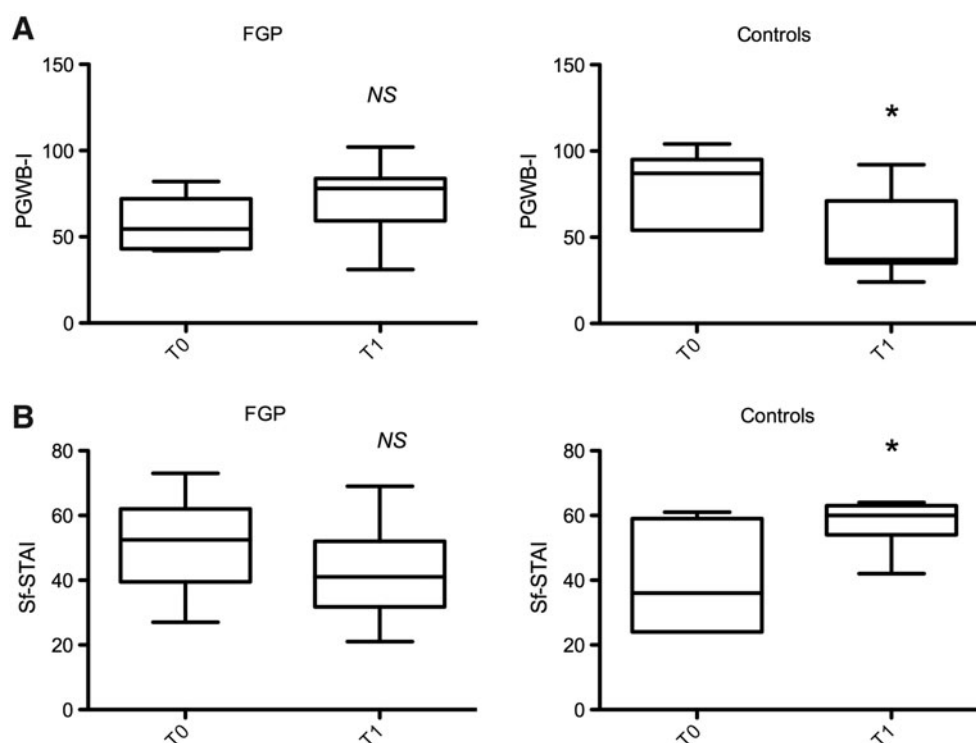 A
FGP
Controls
PGWB-I
150
100
50
0
NS
T0
T1
PGWB-I
150
100
50
0
*
T0
T1
B
FGP
Controls
Sf-STAI
80
60
40
20
0
NS
T0
T1
Sf-STAI
80
60
40
20
0
*
T0
T1